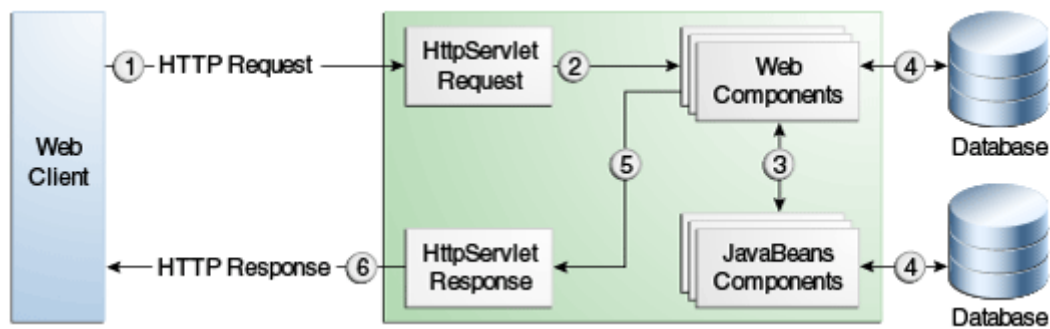 Web
Client
1 HTTP Request
HttpServlet
Request
2
Web
Components
4
Database
5
3
HTTP Response 6
HttpServlet
Response
JavaBeans
Components
4
Database